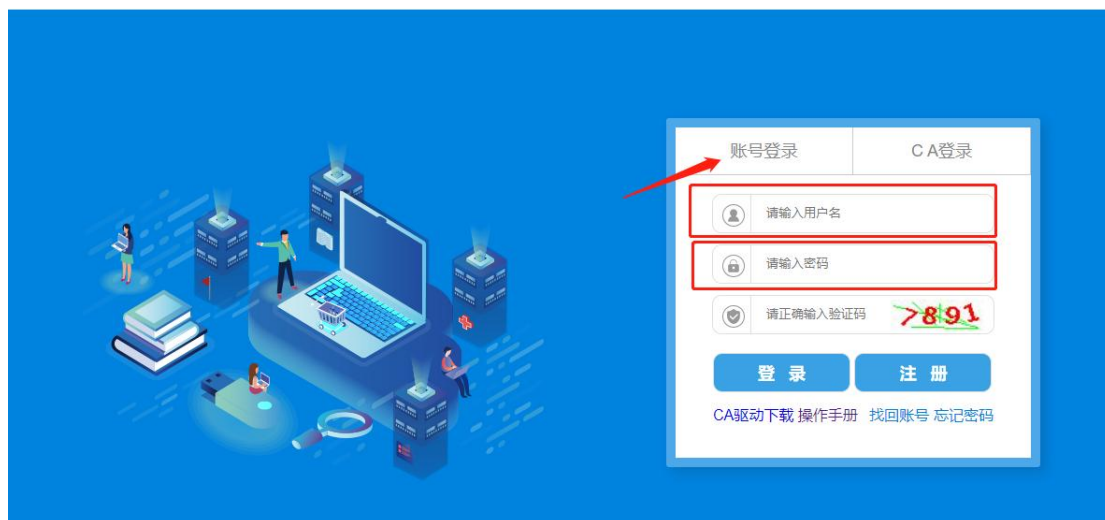 账号登录
CA登录
请输入用户名
请输入密码
请正确输入验证码 7891
登 录
注 册
CA驱动下载 操作手册 找回账号 忘记密码